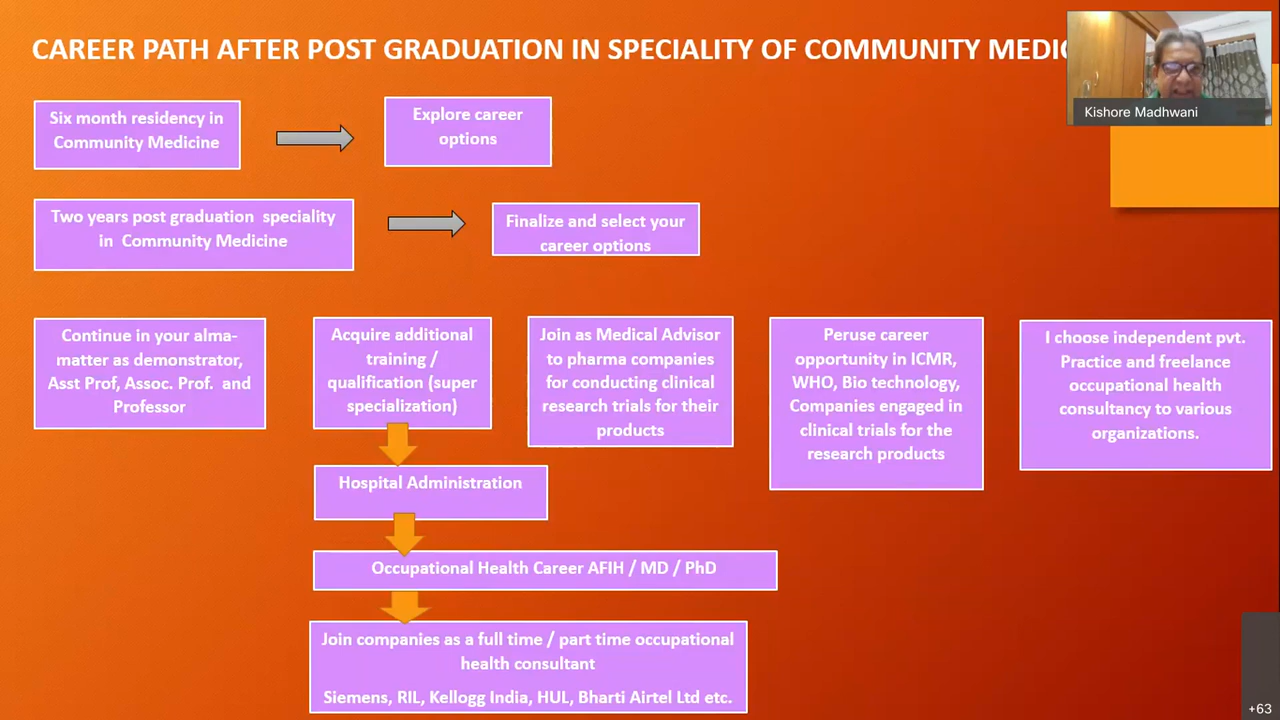 CAREER PATH AFTER POST GRADUATION IN SPECIALITY OF COMMUNITY
Kishore Madhwani
Six month residency in
Community Medicine
Explore career
options
Two years post graduation speciality
in Community Medicine
Finalize and select your
career options
Continue in your alma-
matter as demonstrator,
Asst Prof, Assoc. Prof. and
Professor
Acquire additional
training /
qualification (super
specialization)
Join as Medical Advisor
to pharma companies
for conducting clinical
research trials for their
products
Peruse career
opportunity in ICMR,
WHO, Bio technology,
Companies engaged in
clinical trials for the
research products
I choose independent pvt.
Practice and freelance
occupational health
consultancy to various
organizations.
Hospital Administration
Occupational Health Career AFIH / MD / PhD
Join companies as a full time / part time occupational
health consultant
Siemens, RIL, Kellogg India, HUL, Bharti Airtel Ltd etc.
+63